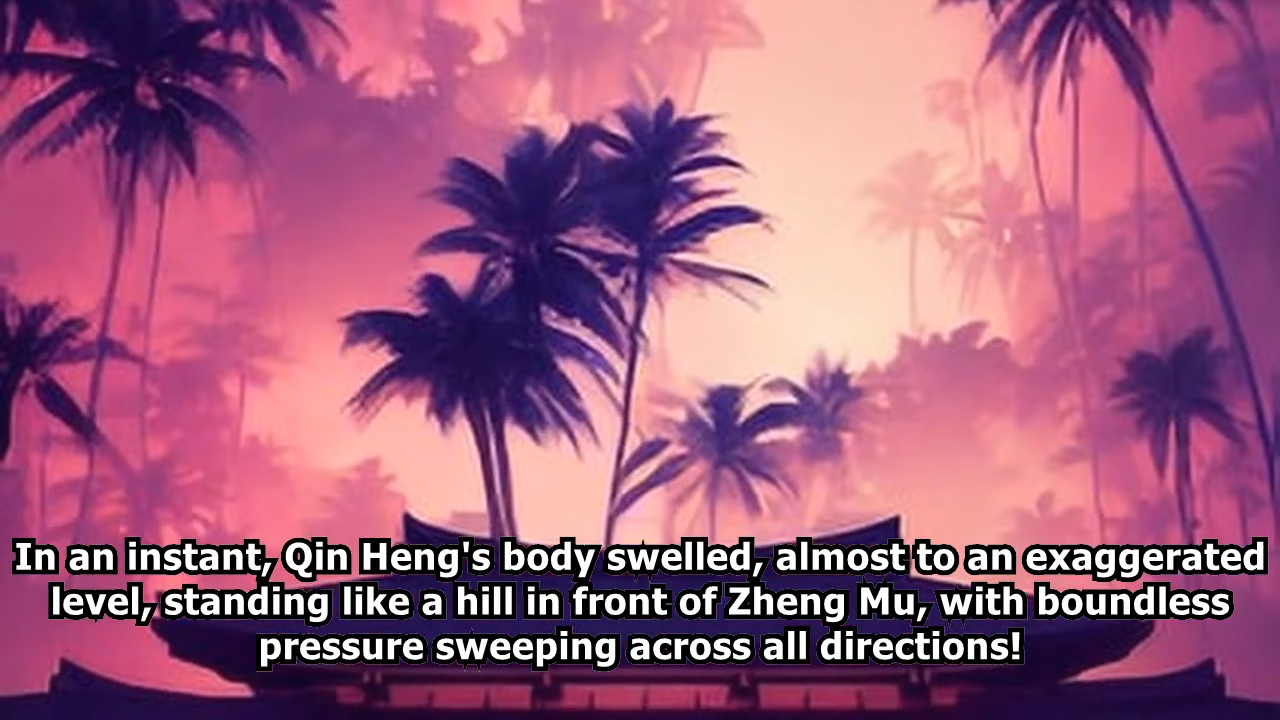 In an instant, Qin Heng's body swelled, almost to an exaggerated
level, standing like a hill in front of Zheng Mu, with boundless
pressure sweeping across all directions!